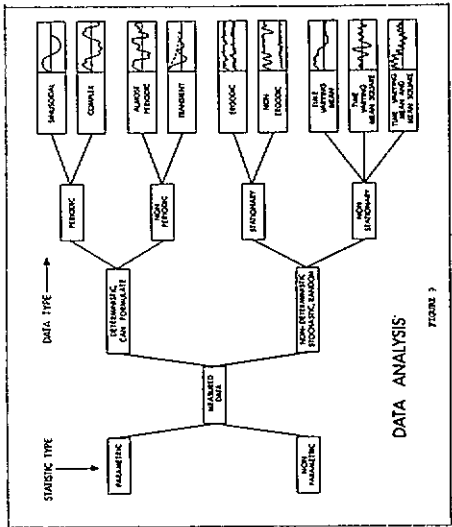 STATISTIC TYPE
DATA TYPE
PARAMETRIC
NON
PARAMETRIC
MEASURED
DATA
DETERMINISTIC,
CAN FORMULATE
NON-DETERMINISTIC
STOCHASTIC, RANDOM
PERIODIC
NON
PERIODIC
STATIONARY
NON
STATIONARY
SINUSOIDAL
COMPLEX
ALMOST
PERIODIC
TRANSIENT
ERGODIC
NON
ERGODIC
TIME
VARYING
MEAN
TIME
VARYING
MEAN SQUARE
TIME VARYING
MEAN AND
MEAN SQUARE
DATA ANALYSIS
FIGURE